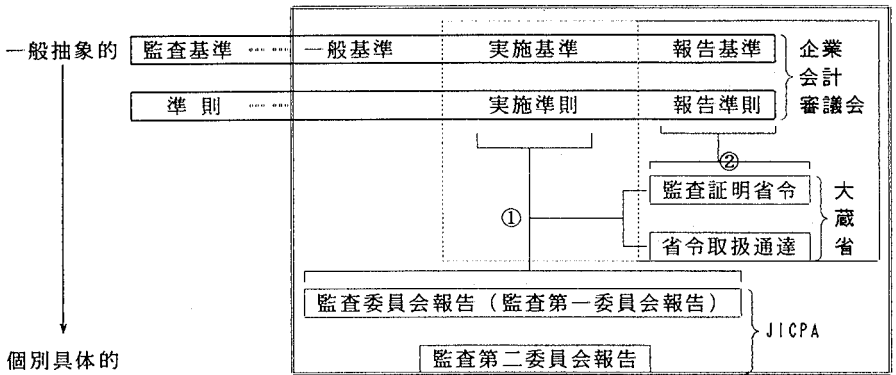 一般抽象的 監査基準 …… 一般基準 実施基準 報告基準 企業
会計
準則 …… 実施準則 報告準則 審議会
②
監査証明省令 大
① 蔵
省令取扱通達 省
監査委員会報告（監査第一委員会報告）
JICPA
個別具体的 監査第二委員会報告